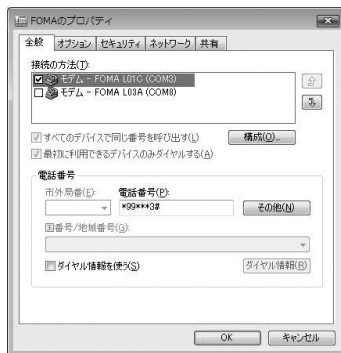 FOMAのプロパティ
全般 オプション セキュリティ ネットワーク 共有
接続の方法(T):
モデム - FOMA L01C (COM3)
モデム - FOMA L03A (COM8)
すべてのデバイスで同じ番号を呼び出す(L) 構成(O)...
最初に利用できるデバイスのみダイヤルする(A)
電話番号
市外局番(E): 電話番号(P):
*99***3# その他(N)
国番号/地域番号(G):
ダイヤル情報を使う(S) ダイヤル情報(R)
OK キャンセル